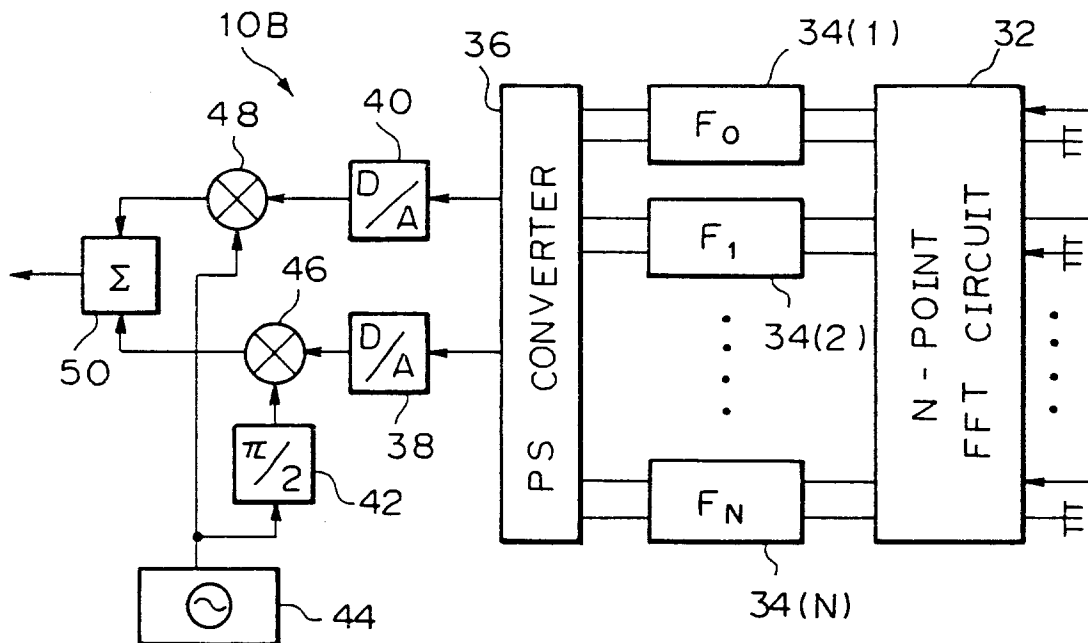 10B
36
34(1)
32
48
40
F0
D/A
46
F1
Σ
50
D/A
34(2)
38
π/2
42
PS CONVERTER
N-POINT
FFT CIRCUIT
FN
44
34(N)